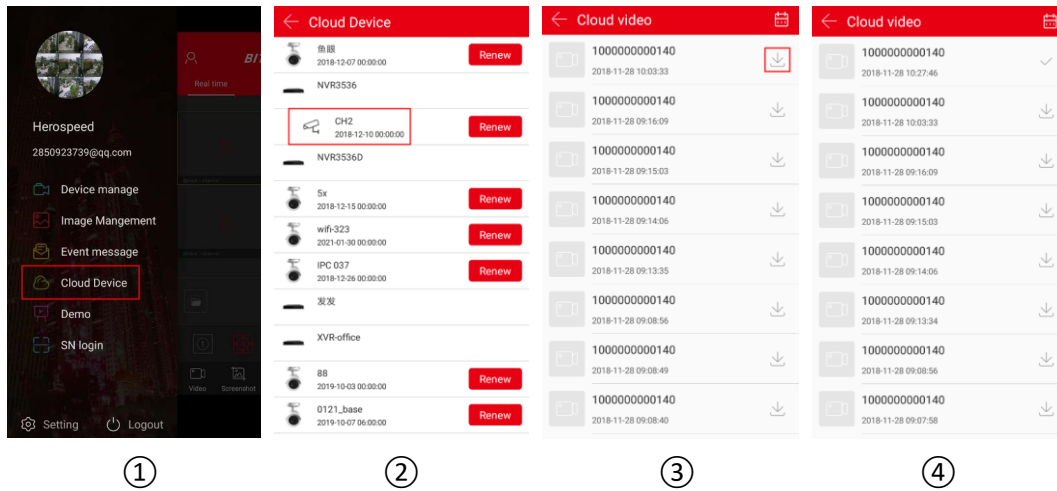 BI
Real time
Herospeed
2850923739@qq.com
Device manage
Image Mangement
Event message
Cloud Device
Demo
SN login
Video Screenshot
Setting Logout
①
Cloud Device
鱼眼
2018-12-07 00:00:00
Renew
NVR3536
CH2
2018-12-10 00:00:00
Renew
NVR3536D
5x
2018-12-15 00:00:00
Renew
wifi-323
2021-01-30 00:00:00
Renew
IPC 037
2018-12-26 00:00:00
Renew
发发
XVR-office
88
2019-10-03 00:00:00
Renew
0121_base
2019-10-07 06:00:00
Renew
②
Cloud video
1000000000140
2018-11-28 10:03:33
1000000000140
2018-11-28 09:16:09
1000000000140
2018-11-28 09:15:03
1000000000140
2018-11-28 09:14:06
1000000000140
2018-11-28 09:13:35
1000000000140
2018-11-28 09:08:56
1000000000140
2018-11-28 09:08:49
1000000000140
2018-11-28 09:08:40
③
Cloud video
1000000000140
2018-11-28 10:27:46
1000000000140
2018-11-28 10:03:33
1000000000140
2018-11-28 09:16:09
1000000000140
2018-11-28 09:15:03
1000000000140
2018-11-28 09:14:06
1000000000140
2018-11-28 09:13:34
1000000000140
2018-11-28 09:08:56
1000000000140
2018-11-28 09:07:58
④